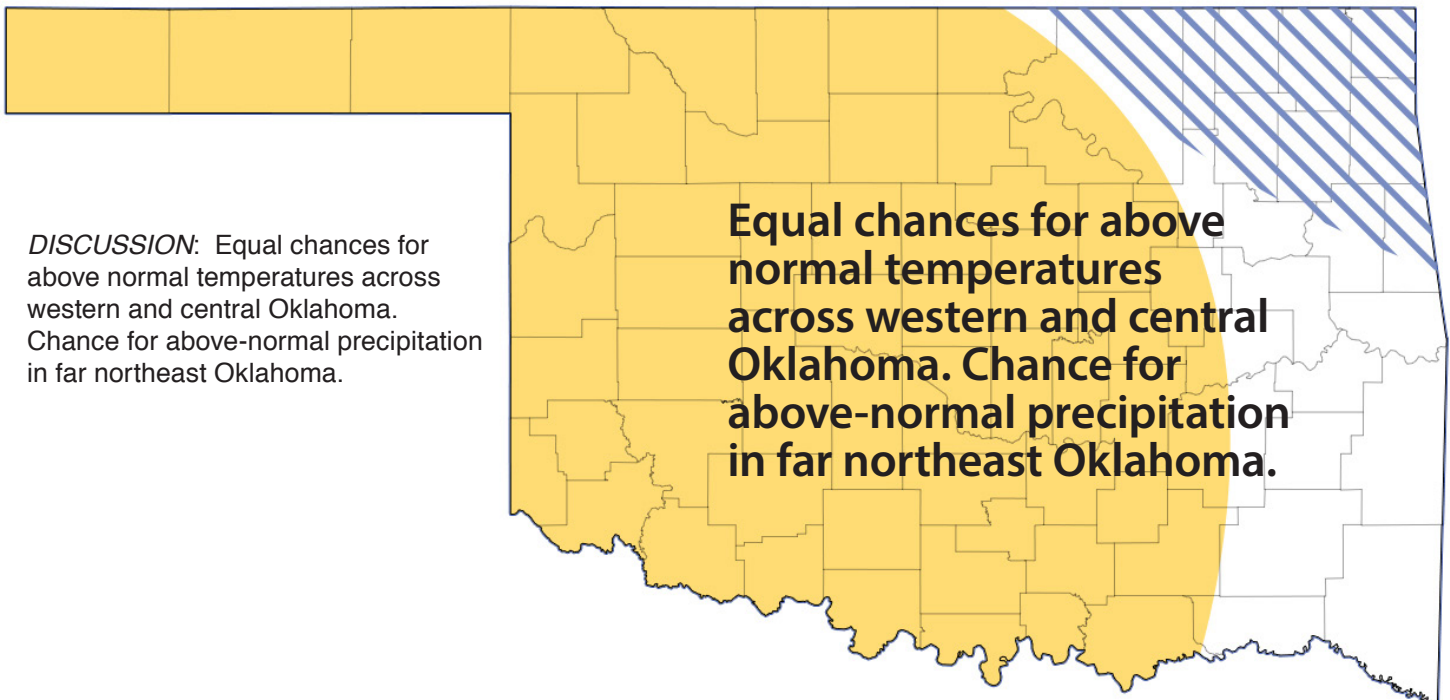 DISCUSSION: Equal chances for
above normal temperatures across
western and central Oklahoma.
Chance for above-normal precipitation
in far northeast Oklahoma.
Equal chances for above
normal temperatures
across western and central
Oklahoma. Chance for
above-normal precipitation
in far northeast Oklahoma.